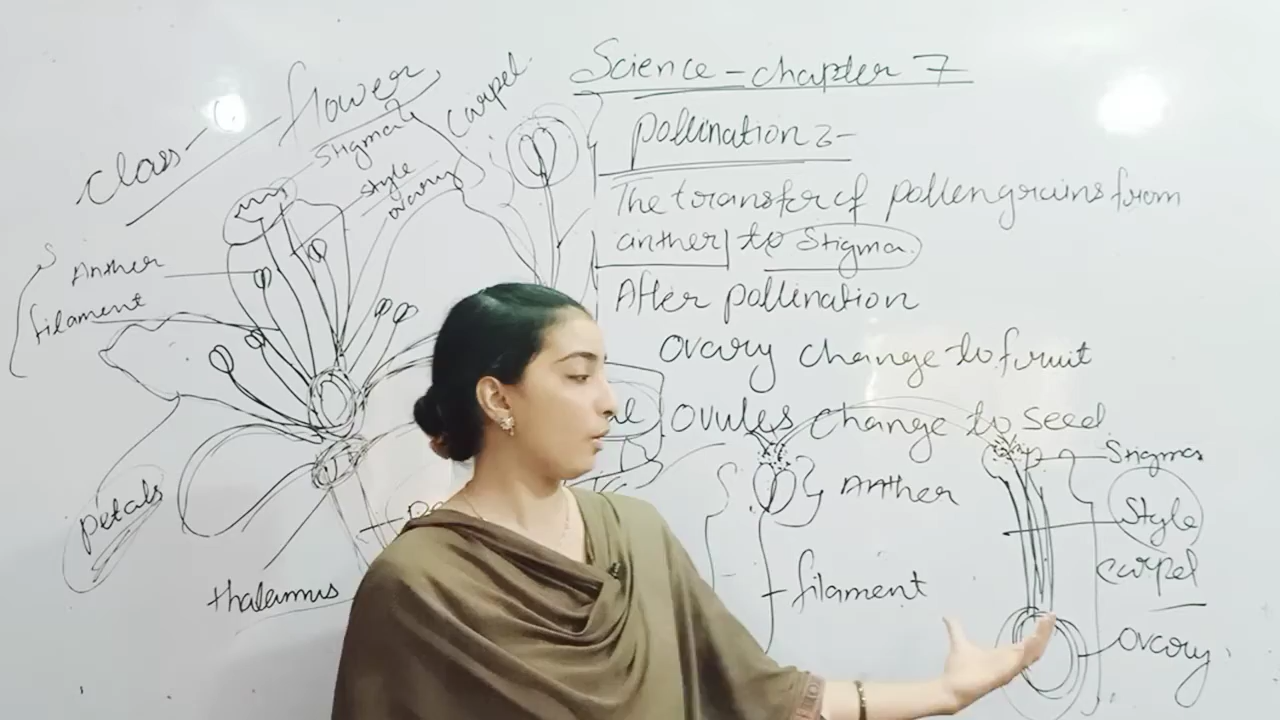 Class-
flower
Stigma
Style
ovary
Carpel
Anther
filament
petals
thalamus
Science - chapter 7
pollination :-
The transfer of pollengrains from
anther to Stigma.
After pollination
Ovary change to fruit
Ovules change to seed
Anther
filament
Stigma
Style
carpel
Ovary